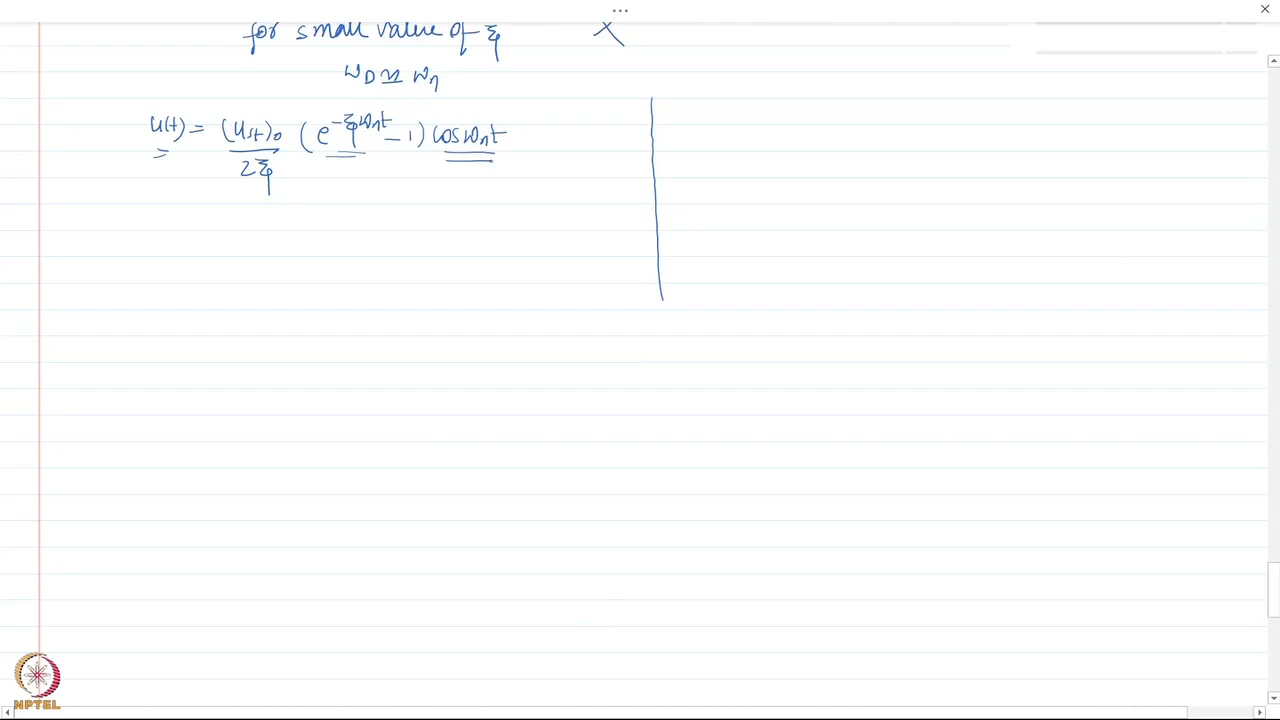 for small value of ξ
ω_D ≃ ω_n
u(t) = (u_st)_0 / 2ξ (e^{-ξω_n t} - 1) cos ω_n t
NPTEL